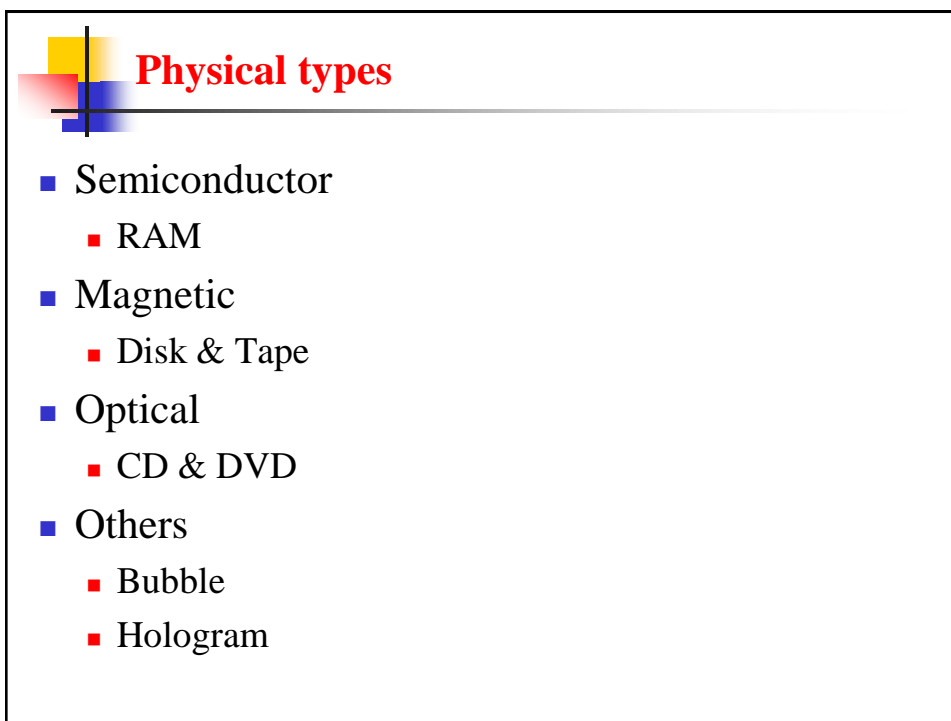 Physical types
Semiconductor
RAM
Magnetic
Disk & Tape
Optical
CD & DVD
Others
Bubble
Hologram